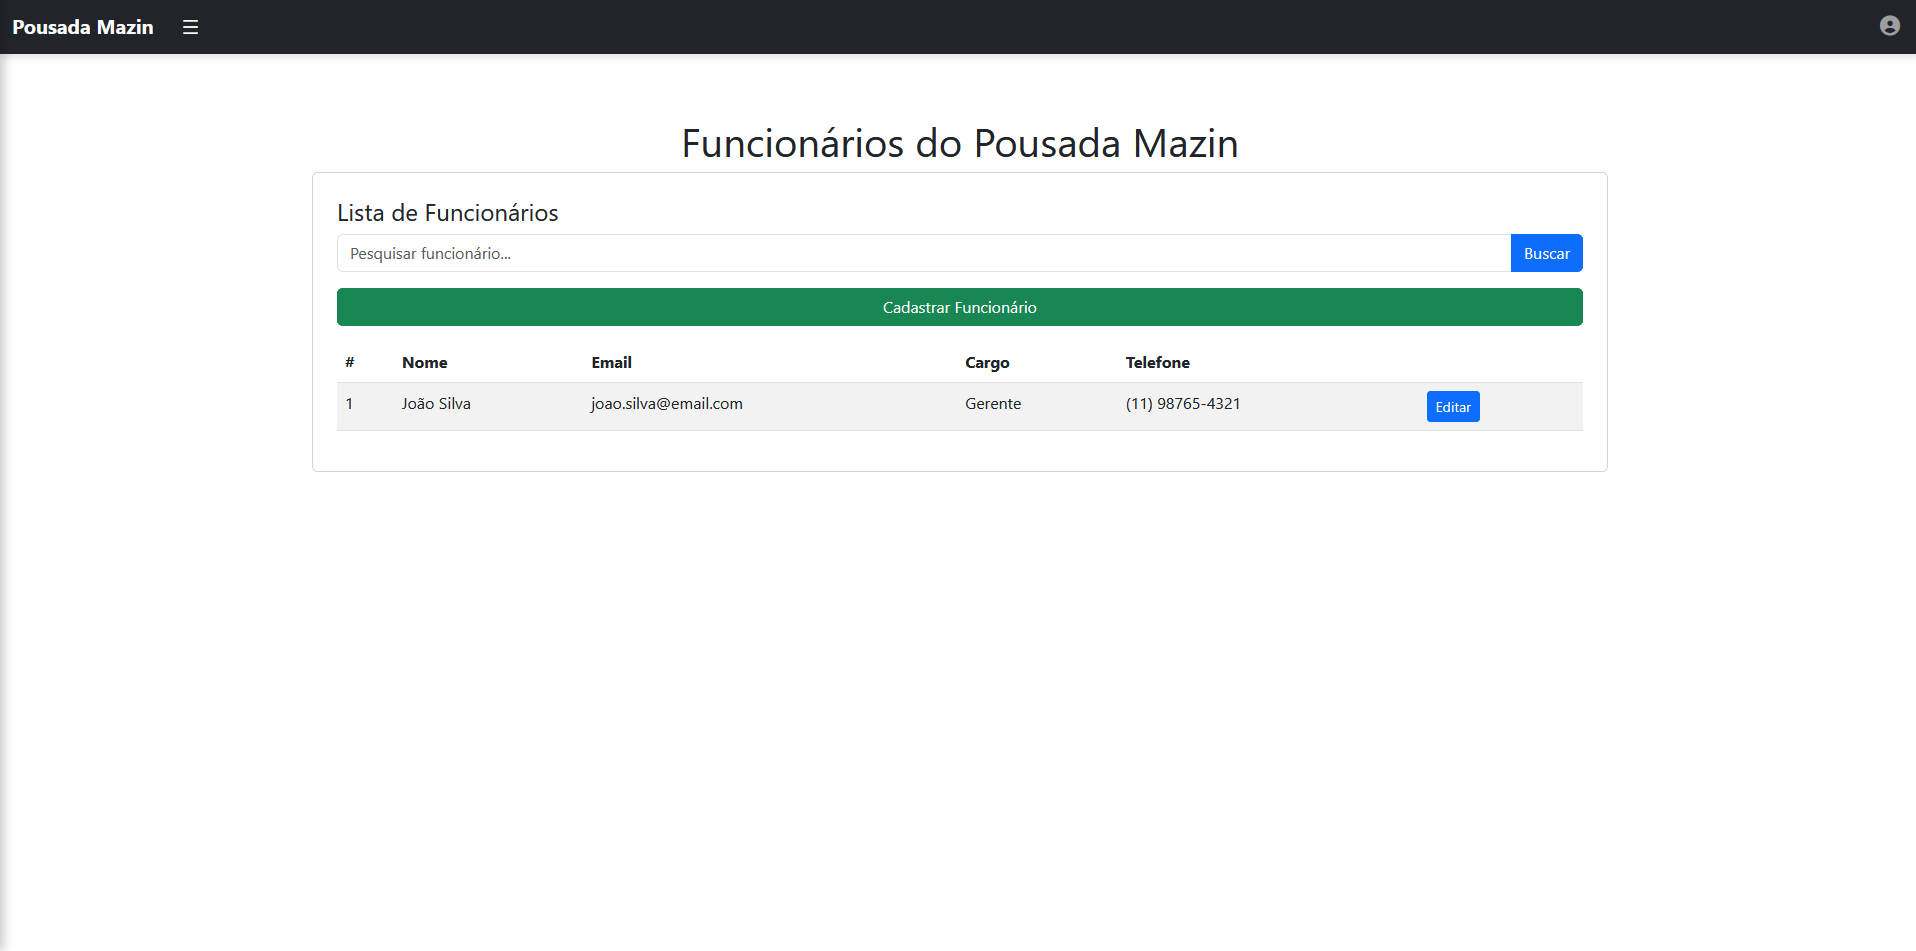 Pousada Mazin ☰
Funcionários do Pousada Mazin
Lista de Funcionários
Pesquisar funcionário... Buscar
Cadastrar Funcionário
# Nome Email Cargo Telefone
1 João Silva joao.silva@email.com Gerente (11) 98765-4321 Editar